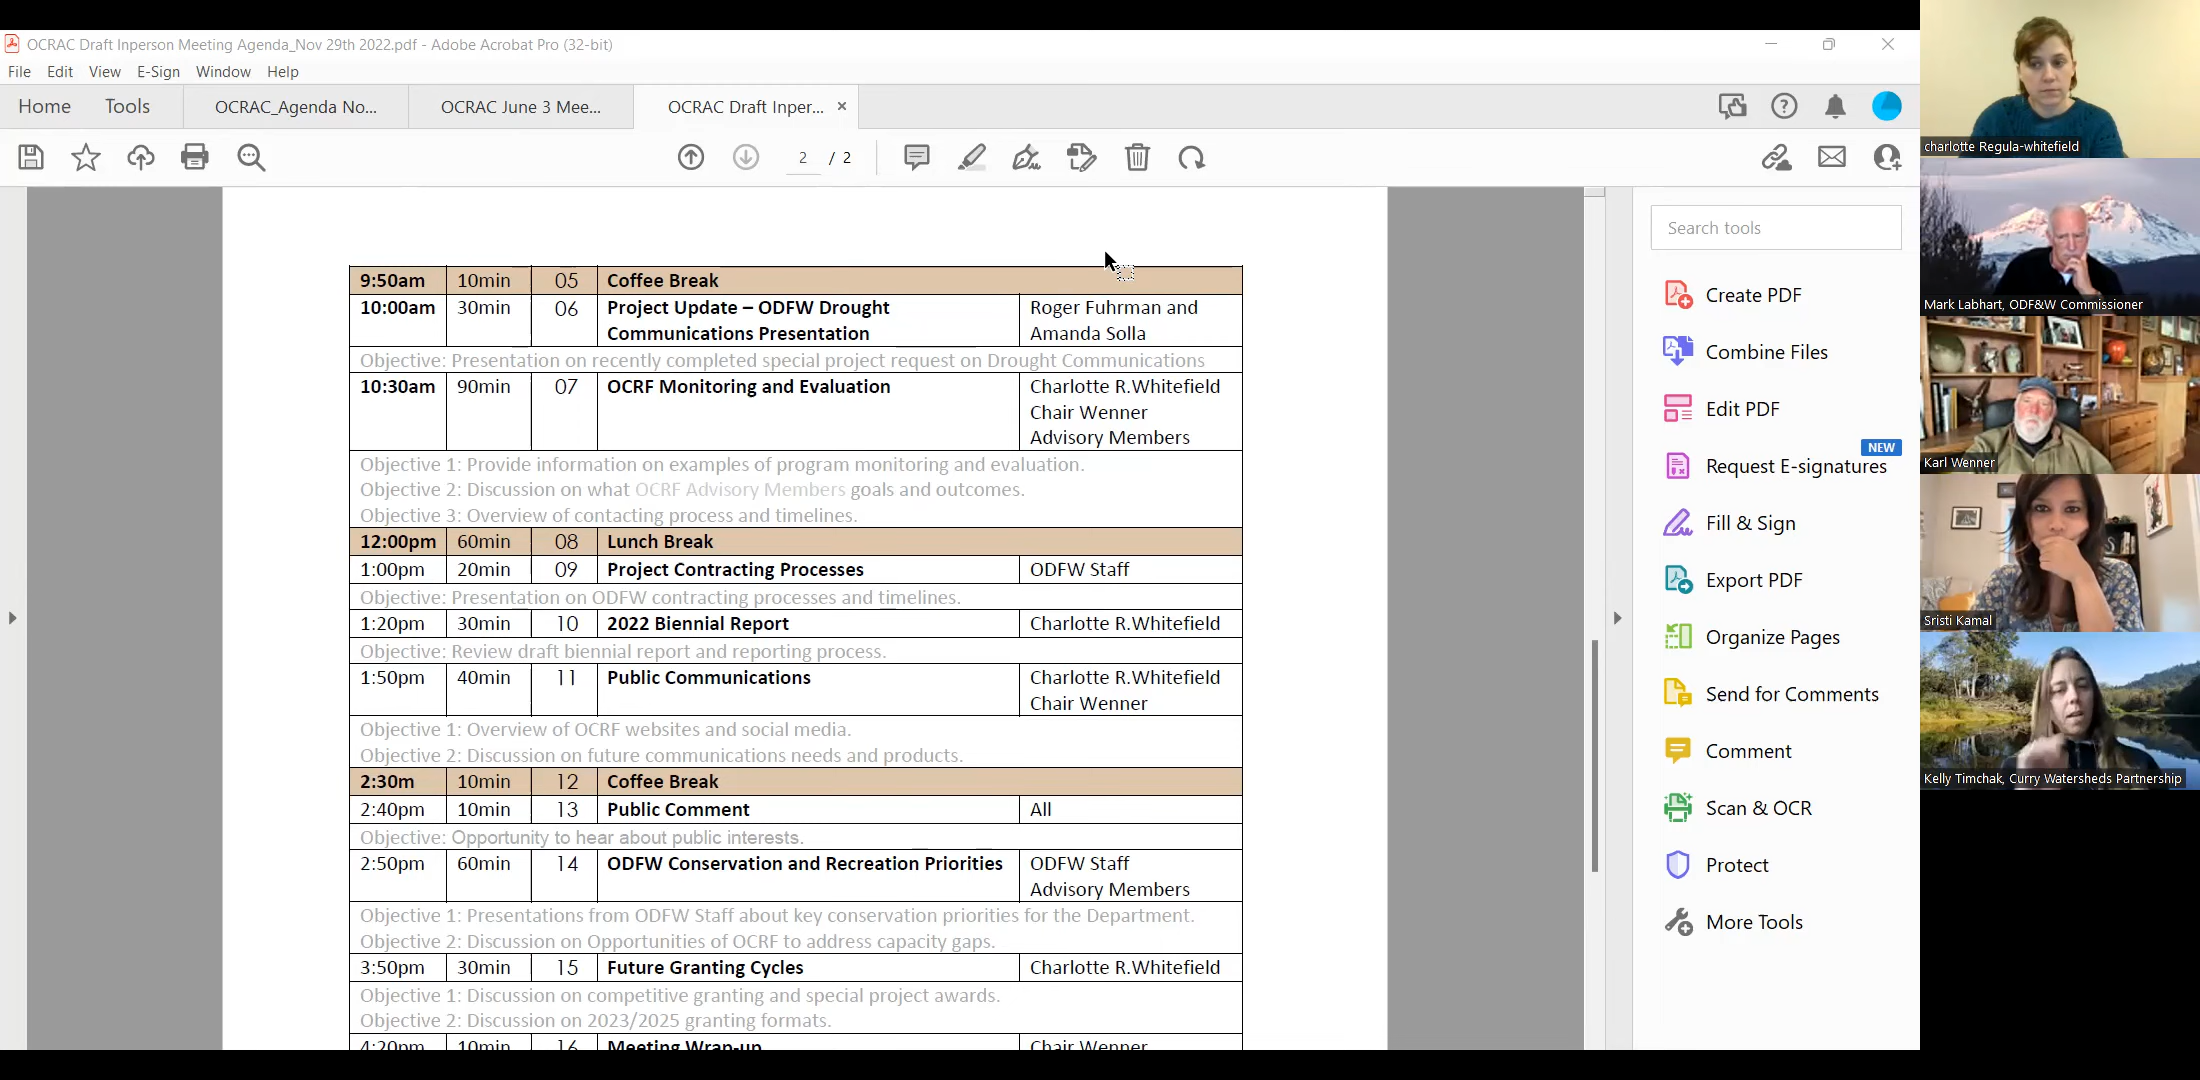 OCRAC Draft Inperson Meeting Agenda_Nov 29th 2022.pdf - Adobe Acrobat Pro (32-bit)
File Edit View E-Sign Window Help
Home Tools OCRAC_Agenda No... OCRAC June 3 Mee... OCRAC Draft Inper... ×
2 / 2
9:50am 10min 05 Coffee Break
10:00am 30min 06 Project Update – ODFW Drought Roger Fuhrman and
Communications Presentation Amanda Solla
Objective: Presentation on recently completed special project request on Drought Communications
10:30am 90min 07 OCRF Monitoring and Evaluation Charlotte R.Whitefield
Chair Wenner
Advisory Members
Objective 1: Provide information on examples of program monitoring and evaluation.
Objective 2: Discussion on what OCRF Advisory Members goals and outcomes.
Objective 3: Overview of contacting process and timelines.
12:00pm 60min 08 Lunch Break
1:00pm 20min 09 Project Contracting Processes ODFW Staff
Objective: Presentation on ODFW contracting processes and timelines.
1:20pm 30min 10 2022 Biennial Report Charlotte R.Whitefield
Objective: Review draft biennial report and reporting process.
1:50pm 40min 11 Public Communications Charlotte R.Whitefield
Chair Wenner
Objective 1: Overview of OCRF websites and social media.
Objective 2: Discussion on future communications needs and products.
2:30m 10min 12 Coffee Break
2:40pm 10min 13 Public Comment All
Objective: Opportunity to hear about public interests.
2:50pm 60min 14 ODFW Conservation and Recreation Priorities ODFW Staff
Advisory Members
Objective 1: Presentations from ODFW Staff about key conservation priorities for the Department.
Objective 2: Discussion on Opportunities of OCRF to address capacity gaps.
3:50pm 30min 15 Future Granting Cycles Charlotte R.Whitefield
Objective 1: Discussion on competitive granting and special project awards.
Objective 2: Discussion on 2023/2025 granting formats.
4:20pm 10min 16 Meeting Wrap-up Chair Wenner
Search tools
Create PDF
Combine Files
Edit PDF
NEW
Request E-signatures
Fill & Sign
Export PDF
Organize Pages
Send for Comments
Comment
Scan & OCR
Protect
More Tools
charlotte Regula-whitefield
Mark Labhart, ODF&W Commissioner
Karl Wenner
Sristi Kamal
Kelly Timchak, Curry Watersheds Partnership